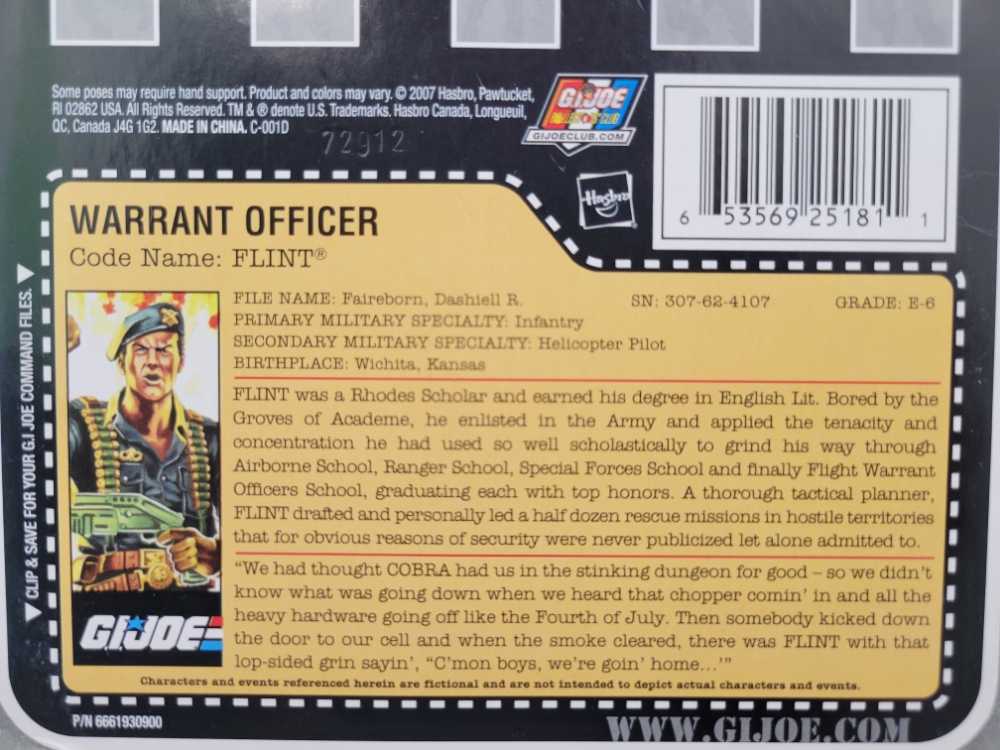 Some poses may require hand support. Product and colors may vary. © 2007 Hasbro, Pawtucket,
RI 02862 USA. All Rights Reserved. TM & ® denote U.S. Trademarks. Hasbro Canada, Longueuil,
QC, Canada J4G 1G2. MADE IN CHINA. C-001D
72912
GI JOE
COLLECTORS' CLUB
GIJOECLUB.COM
Hasbro
6 53569 25181 1
WARRANT OFFICER
Code Name: FLINT®
FILE NAME: Faireborn, Dashiell R. SN: 307-62-4107 GRADE: E-6
PRIMARY MILITARY SPECIALTY: Infantry
SECONDARY MILITARY SPECIALTY: Helicopter Pilot
BIRTHPLACE: Wichita, Kansas
FLINT was a Rhodes Scholar and earned his degree in English Lit. Bored by the
Groves of Academe, he enlisted in the Army and applied the tenacity and
concentration he had used so well scholastically to grind his way through
Airborne School, Ranger School, Special Forces School and finally Flight Warrant
Officers School, graduating each with top honors. A thorough tactical planner,
FLINT drafted and personally led a half dozen rescue missions in hostile territories
that for obvious reasons of security were never publicized let alone admitted to.
“We had thought COBRA had us in the stinking dungeon for good – so we didn’t
know what was going down when we heard that chopper comin’ in and all the
heavy hardware going off like the Fourth of July. Then somebody kicked down
the door to our cell and when the smoke cleared, there was FLINT with that
lop-sided grin sayin’, “C’mon boys, we’re goin’ home...’”
Characters and events referenced herein are fictional and are not intended to depict actual characters and events.
GI JOE
CLIP & SAVE FOR YOUR G.I JOE COMMAND FILES.
P/N 6661930900
WWW.GIJOE.COM